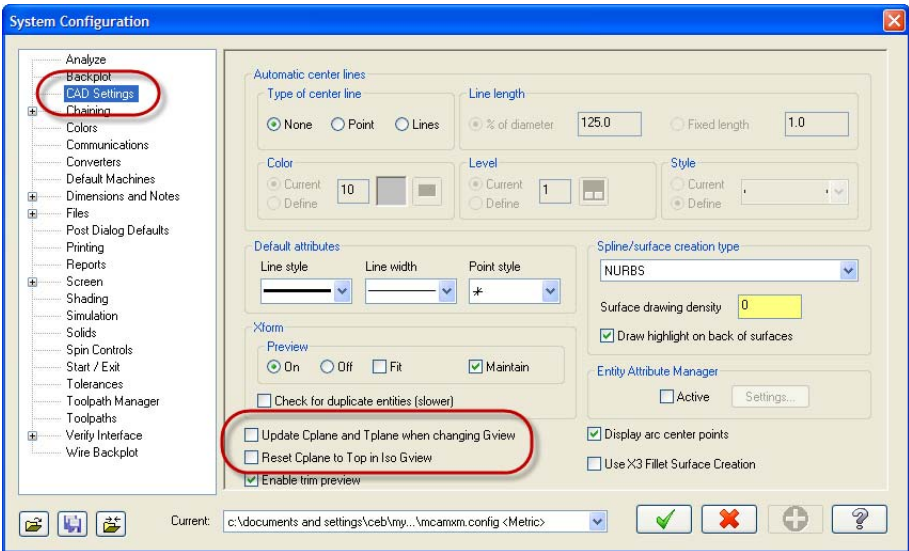 System Configuration
Analyze
Backplot
CAD Settings
Chaining
Colors
Communications
Converters
Default Machines
Dimensions and Notes
Files
Post Dialog Defaults
Printing
Reports
Screen
Shading
Simulation
Solids
Spin Controls
Start / Exit
Tolerances
Toolpath Manager
Toolpaths
Verify Interface
Wire Backplot
Automatic center lines
Type of center line
None Point Lines
Line length
% of diameter 125.0 Fixed length 1.0
Color
Current 10
Define
Level
Current 1
Define
Style
Current
Define
Default attributes
Line style Line width Point style
Spline/surface creation type
NURBS
Surface drawing density 0
Draw highlight on back of surfaces
Xform
Preview
On Off Fit Maintain
Check for duplicate entities (slower)
Entity Attribute Manager
Active Settings...
Update Cplane and Tplane when changing Gview
Reset Cplane to Top in Iso Gview
Enable trim preview
Display arc center points
Use X3 Fillet Surface Creation
Current: c:\documents and settings\ceb\my...\mcamxm.config <Metric>